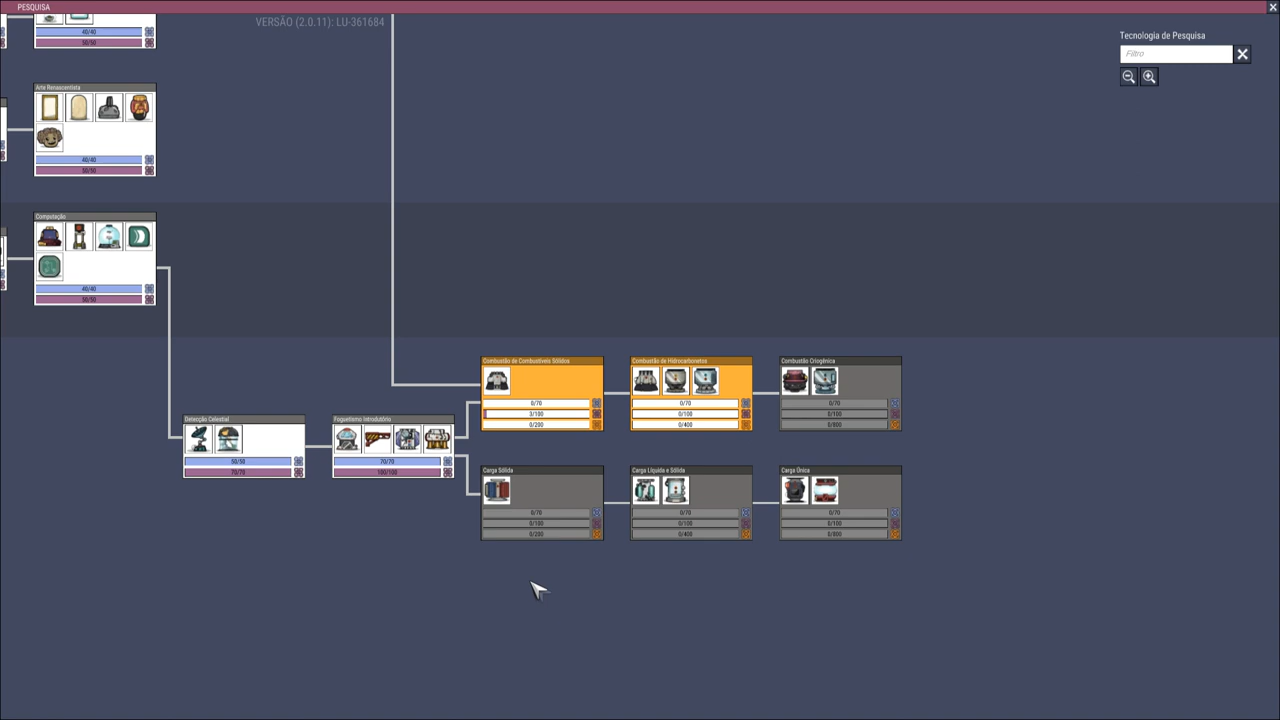 PESQUISA
VERSÃO (2.0.11): LU-361684
Tecnologia de Pesquisa
Filtro
40/40
50/50
Arte Renascentista
40/40
50/50
Computação
40/40
50/50
Detecção Celestial
50/50
70/70
Foguetismo Introdutório
70/70
100/100
Combustão de Combustíveis Sólidos
0/70
3/100
0/200
Combustão de Hidrocarbonetos
0/70
0/100
0/400
Combustão Criogênica
0/70
0/100
0/800
Carga Sólida
0/70
0/100
0/200
Carga Líquida e Sólida
0/70
0/100
0/400
Carga Única
0/70
0/100
0/800